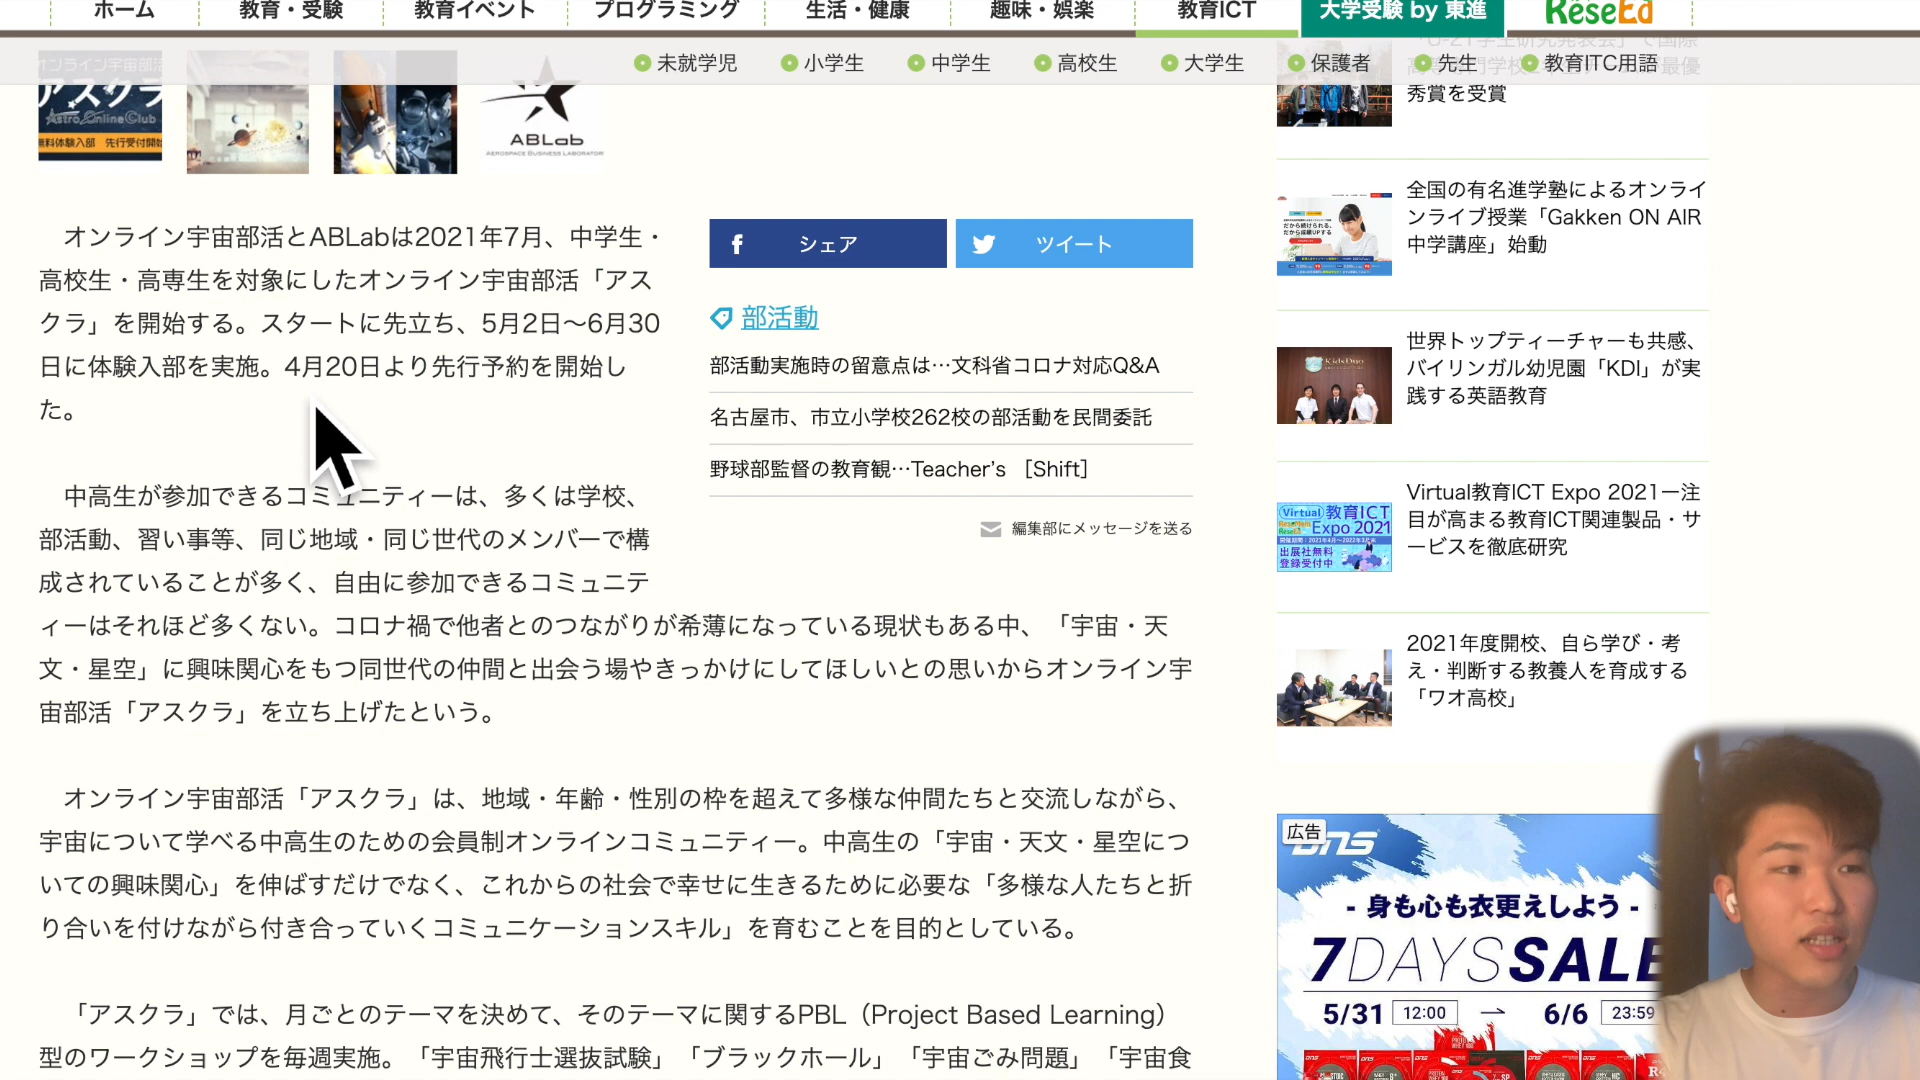 ホーム
教育・受験
教育イベント
プログラミング
生活・健康
趣味・娯楽
教育ICT
大学受験 by 東進
ReseEd
未就学児
小学生
中学生
高校生
大学生
保護者
先生
教育ITC用語
オンライン宇宙部活
アスクラ
Astro Online Club
無料体験入部 先行受付開始
ABLab
AEROSPACE BUSINESS LABORATORY
オンライン宇宙部活とABLabは2021年7月、中学生・
高校生・高専生を対象にしたオンライン宇宙部活「アス
クラ」を開始する。スタートに先立ち、5月2日〜6月30
日に体験入部を実施。4月20日より先行予約を開始し
た。
中高生が参加できるコミュニティーは、多くは学校、
部活動、習い事等、同じ地域・同じ世代のメンバーで構
成されていることが多く、自由に参加できるコミュニテ
ィーはそれほど多くない。コロナ禍で他者とのつながりが希薄になっている現状もある中、「宇宙・天
文・星空」に興味関心をもつ同世代の仲間と出会う場やきっかけにしてほしいとの思いからオンライン宇
宙部活「アスクラ」を立ち上げたという。
オンライン宇宙部活「アスクラ」は、地域・年齢・性別の枠を超えて多様な仲間たちと交流しながら、
宇宙について学べる中高生のための会員制オンラインコミュニティー。中高生の「宇宙・天文・星空につ
いての興味関心」を伸ばすだけでなく、これからの社会で幸せに生きるために必要な「多様な人たちと折
り合いを付けながら付き合っていくコミュニケーションスキル」を育むことを目的としている。
「アスクラ」では、月ごとのテーマを決めて、そのテーマに関するPBL（Project Based Learning）
型のワークショップを毎週実施。「宇宙飛行士選抜試験」「ブラックホール」「宇宙ごみ問題」「宇宙食
シェア
ツイート
部活動
部活動実施時の留意点は…文科省コロナ対応Q&A
名古屋市、市立小学校262校の部活動を民間委託
野球部監督の教育観…Teacher's ［Shift］
編集部にメッセージを送る
「U-21学生研究発表会」で国際
秀賞を受賞
全国の有名進学塾によるオンライ
ンライブ授業「Gakken ON AIR
中学講座」始動
世界トップティーチャーも共感、
バイリンガル幼児園「KDI」が実
践する英語教育
KidsDuo
Virtual教育ICT Expo 2021ー注
目が高まる教育ICT関連製品・サ
ービスを徹底研究
Virtual 教育ICT
Expo 2021
出展社無料
登録受付中
2021年度開校、自ら学び・考
え・判断する教養人を育成する
「ワオ高校」
広告
DNS
- 身も心も衣更えしよう -
7DAYS SALE
5/31 12:00 → 6/6 23:59